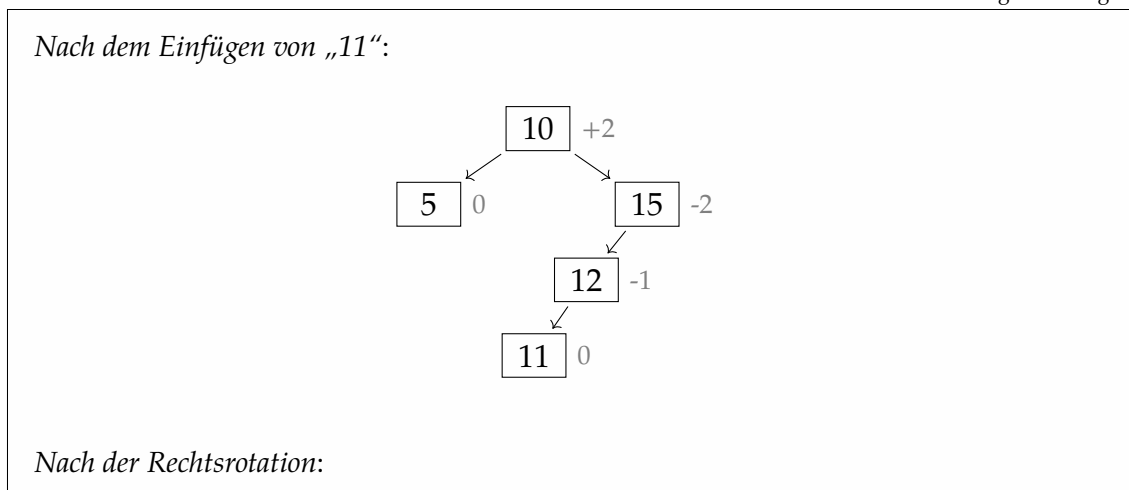 Nach dem Einfügen von „11“:
10 +2
5 0 15 -2
12 -1
11 0
Nach der Rechtsrotation: